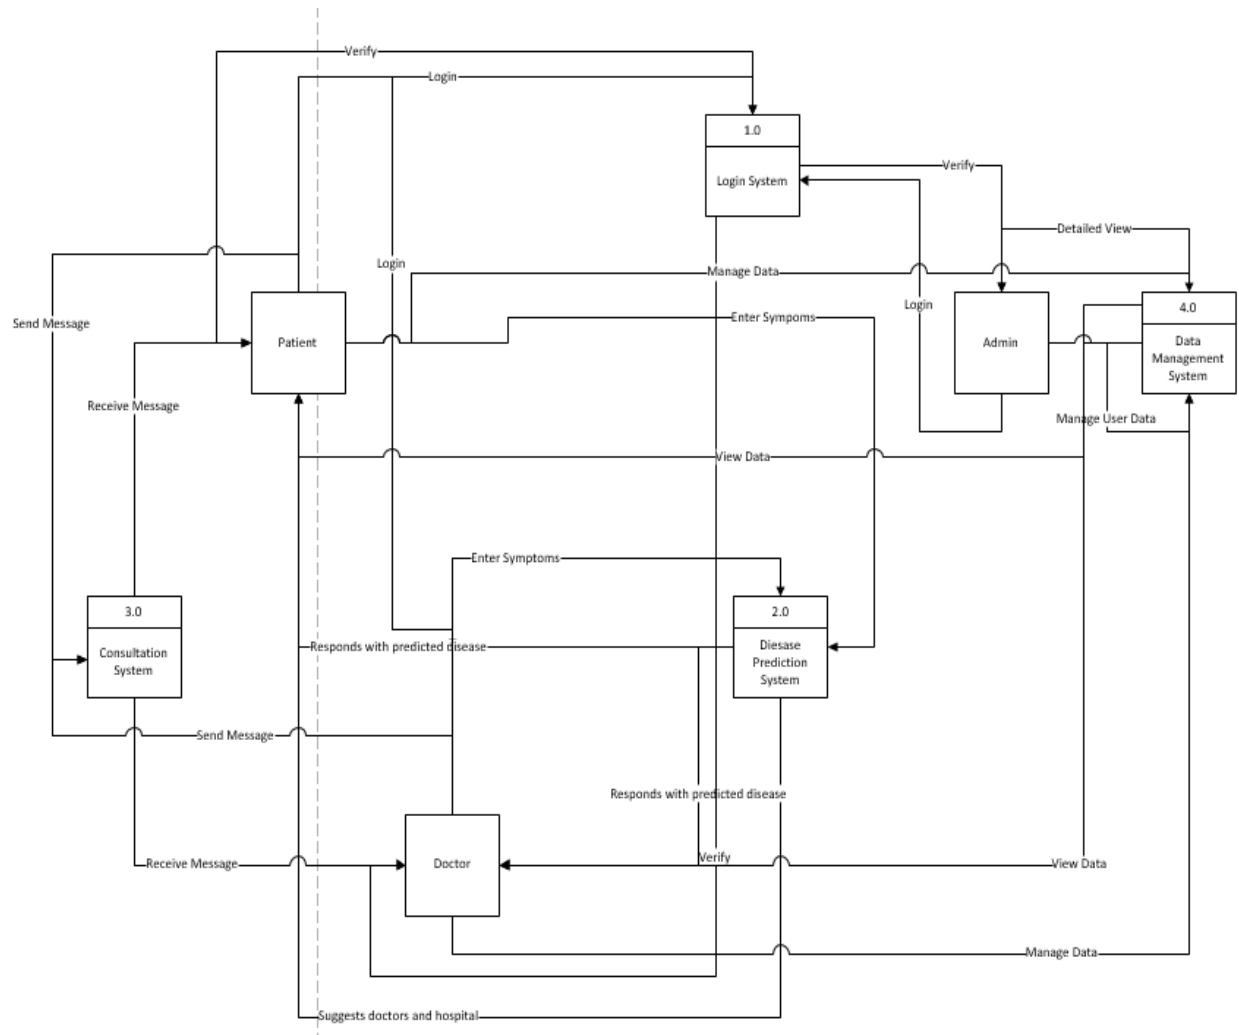 Verify
Login
1.0
Login System
Verify
Detailed View
Login
Manage Data
Send Message
Login
Enter Sympoms
4.0
Patient
Admin
Data
Management
System
Receive Message
Manage User Data
View Data
Enter Symptoms
3.0
2.0
Consultation
System
Responds with predicted disease
Diesase
Prediction
System
Send Message
Responds with predicted disease
Receive Message
Doctor
Verify
View Data
Manage Data
Suggests doctors and hospital